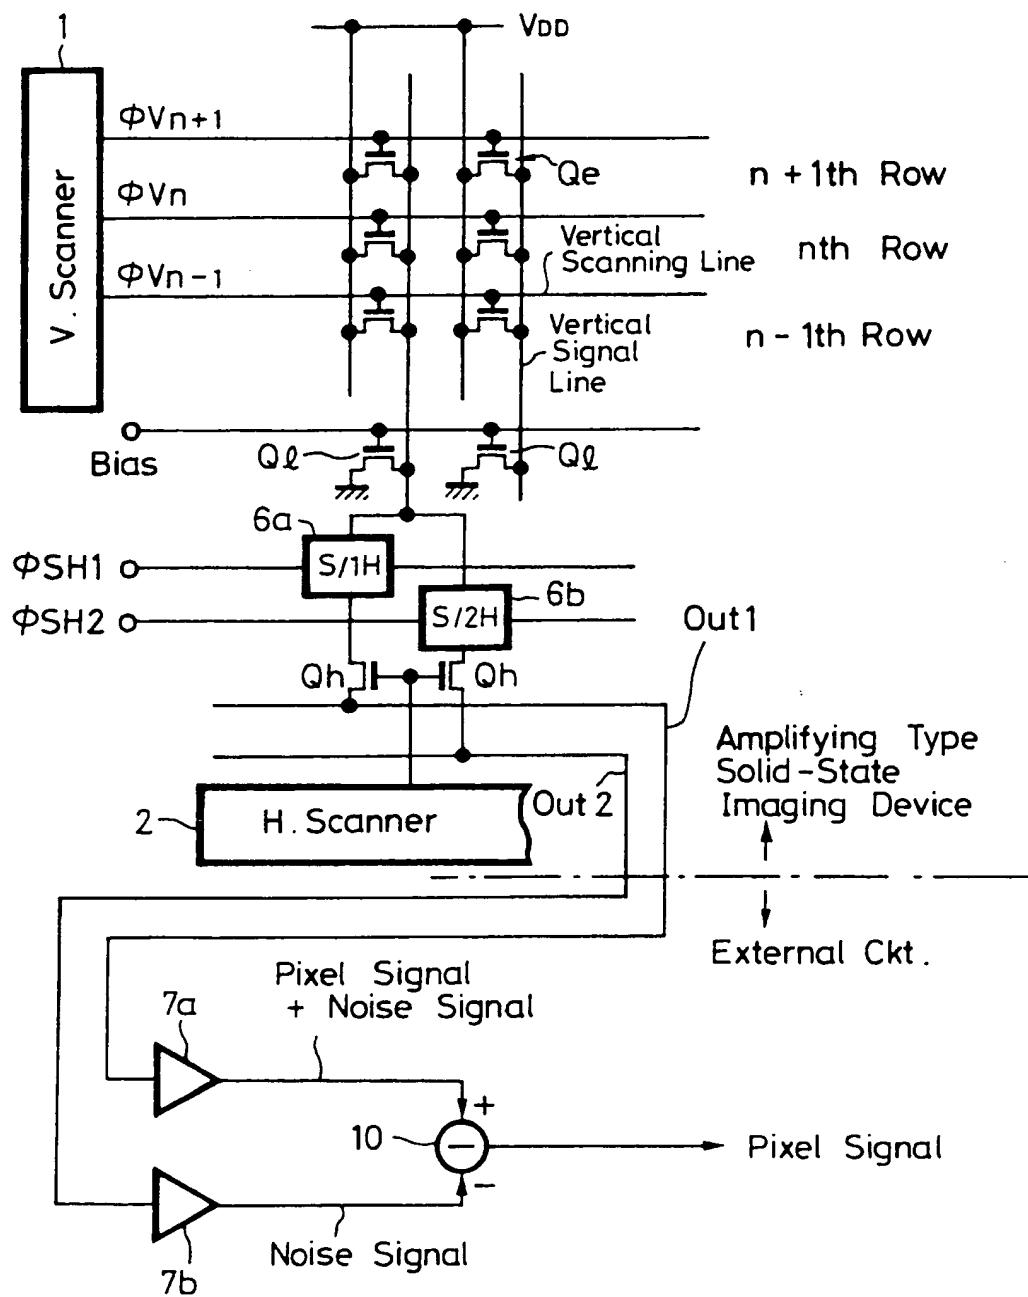 1
VDD
ΦVn+1
V. Scanner
Qe
n + 1th Row
ΦVn
Vertical
Scanning Line
nth Row
ΦVn-1
Vertical
Signal
Line
n - 1th Row
Bias
Qℓ
Qℓ
6a
ΦSH1
S/1H
6b
ΦSH2
S/2H
Out1
Qh
Qh
Amplifying Type
Solid-State
Imaging Device
2
H. Scanner
Out2
External Ckt.
Pixel Signal
+ Noise Signal
7a
+
10
−
Pixel Signal
−
Noise Signal
7b